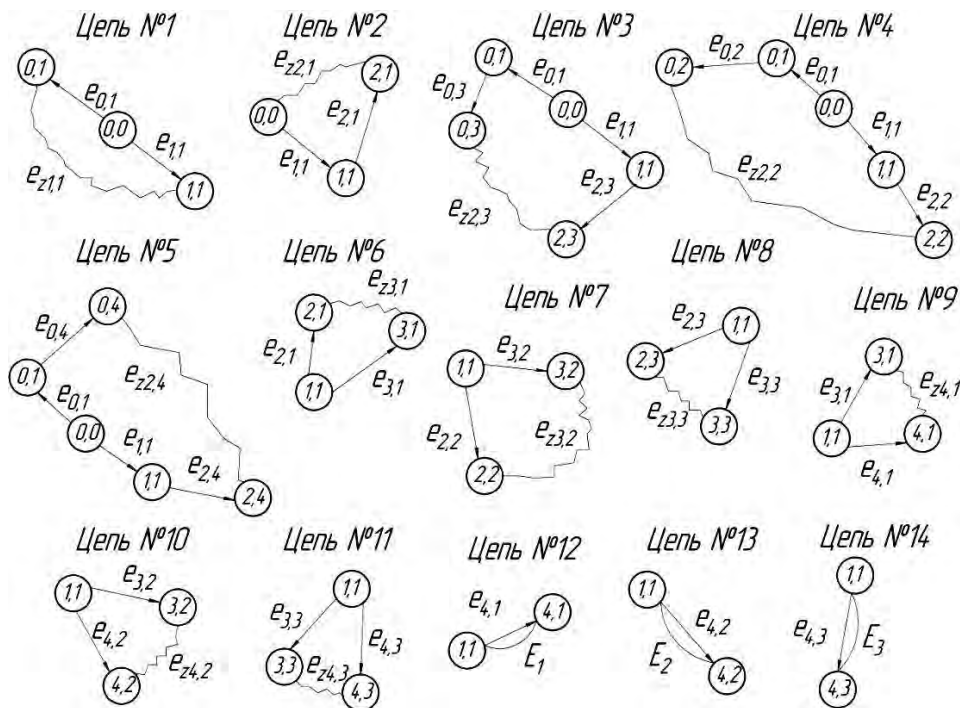 Цепь №1
0,1
e0,1
0,0
e1,1
1,1
ez1,1
Цепь №2
ez2,1
2,1
0,0
e2,1
e1,1
1,1
Цепь №3
0,1
e0,1
e0,3
0,0
0,3
e1,1
1,1
ez2,3
e2,3
2,3
Цепь №4
0,2
e0,2
0,1
e0,1
0,0
e1,1
1,1
ez2,2
e2,2
2,2
Цепь №5
0,4
e0,4
0,1
ez2,4
e0,1
0,0
e1,1
1,1
e2,4
2,4
Цепь №6
ez3,1
2,1
3,1
e2,1
e3,1
1,1
Цепь №7
1,1
e3,2
3,2
e2,2
ez3,2
2,2
Цепь №8
e2,3
1,1
2,3
e3,3
ez3,3
3,3
Цепь №9
3,1
e3,1
ez4,1
1,1
4,1
e4,1
Цепь №10
1,1
e3,2
3,2
e4,2
ez4,2
4,2
Цепь №11
1,1
e3,3
e4,3
3,3
ez4,3
4,3
Цепь №12
e4,1
4,1
1,1
E1
Цепь №13
1,1
e4,2
E2
4,2
Цепь №14
1,1
e4,3
E3
4,3